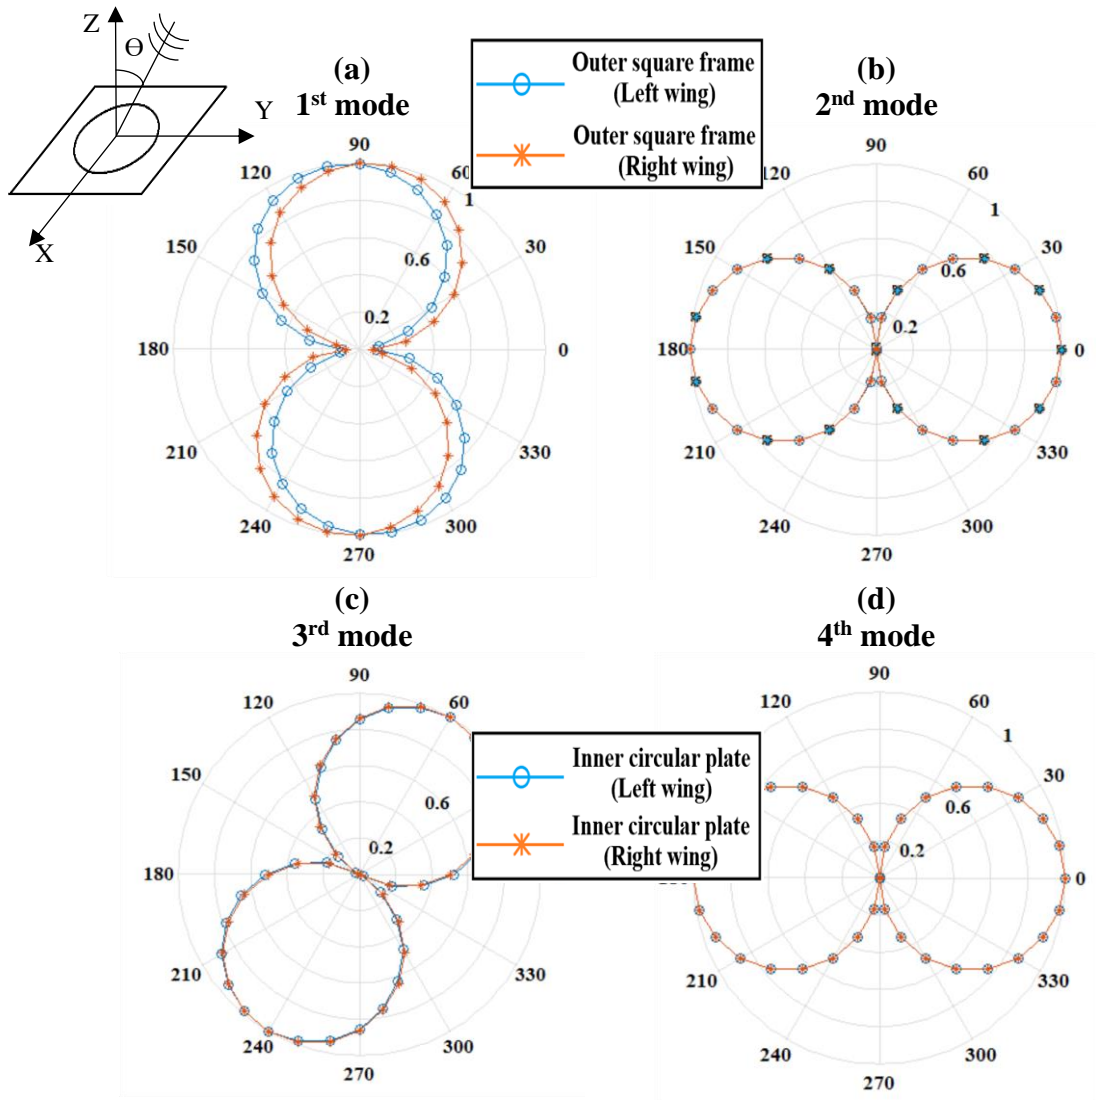 Z
Ɵ
Y
X
(a)
1st mode
Outer square frame
(Left wing)
Outer square frame
(Right wing)
(b)
2nd mode
90
120
60
1
150
30
0.6
0.2
180
0
210
330
240
300
270
120
60
1
150
30
0.6
0.2
180
0
210
330
240
300
270
(c)
3rd mode
(d)
4th mode
90
120
60
150
0.6
0.2
180
210
330
240
300
270
Inner circular plate
(Left wing)
Inner circular plate
(Right wing)
90
120
60
1
30
0.6
0.2
0
210
330
240
300
270